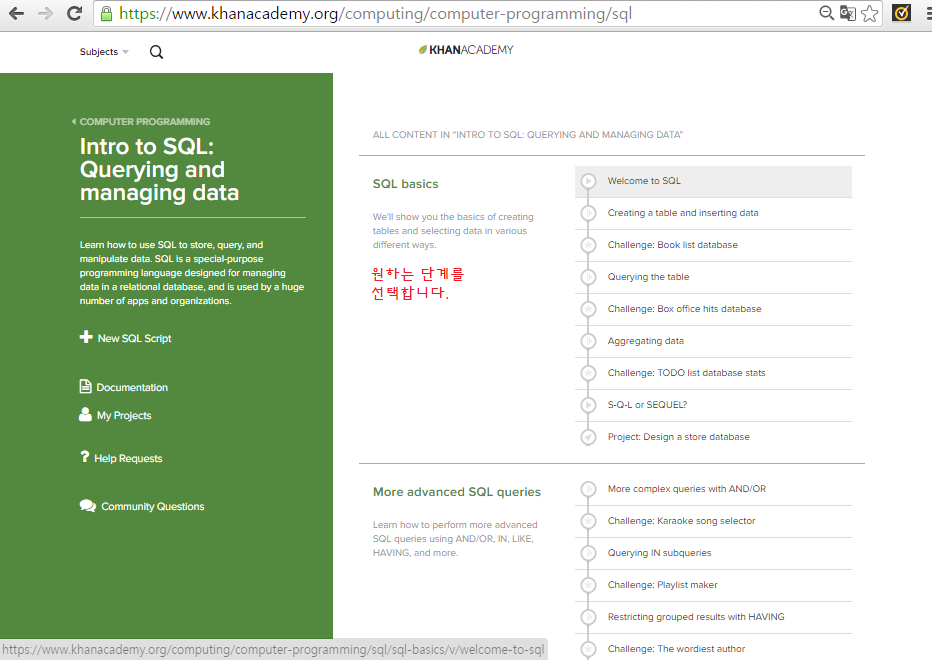 https://www.khanacademy.org/computing/computer-programming/sql
Subjects
KHANACADEMY
COMPUTER PROGRAMMING
Intro to SQL:
Querying and
managing data
Learn how to use SQL to store, query, and
manipulate data. SQL is a special-purpose
programming language designed for managing
data in a relational database, and is used by a huge
number of apps and organizations.
New SQL Script
Documentation
My Projects
Help Requests
Community Questions
ALL CONTENT IN "INTRO TO SQL: QUERYING AND MANAGING DATA"
SQL basics
We'll show you the basics of creating
tables and selecting data in various
different ways.
원하는 단계를
선택합니다.
Welcome to SQL
Creating a table and inserting data
Challenge: Book list database
Querying the table
Challenge: Box office hits database
Aggregating data
Challenge: TODO list database stats
S-Q-L or SEQUEL?
Project: Design a store database
More advanced SQL queries
Learn how to perform more advanced
SQL queries using AND/OR, IN, LIKE,
HAVING, and more.
More complex queries with AND/OR
Challenge: Karaoke song selector
Querying IN subqueries
Challenge: Playlist maker
Restricting grouped results with HAVING
Challenge: The wordiest author
https://www.khanacademy.org/computing/computer-programming/sql/sql-basics/v/welcome-to-sql